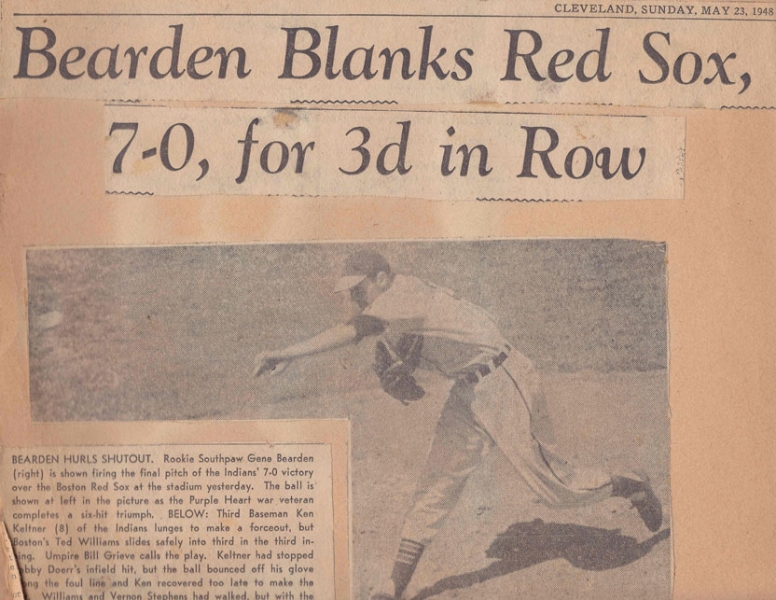 CLEVELAND, SUNDAY, MAY 23, 1948
Bearden Blanks Red Sox,
7-0, for 3d in Row
BEARDEN HURLS SHUTOUT. Rookie Southpaw Gene Bearden
(right) is shown firing the final pitch of the Indians' 7-0 victory
over the Boston Red Sox at the stadium yesterday. The ball is
shown at left in the picture as the Purple Heart war veteran
completes a six-hit triumph. BELOW: Third Baseman Ken
Keltner (8) of the Indians lunges to make a forceout, but
Boston's Ted Williams slides safely into third in the third in-
ning. Umpire Bill Grieve calls the play. Keltner had stopped
obby Doerr's infield hit, but the ball bounced off his glove
ong the foul line and Ken recovered too late to make the
Williams and Vernon Stephens had walked, but with the